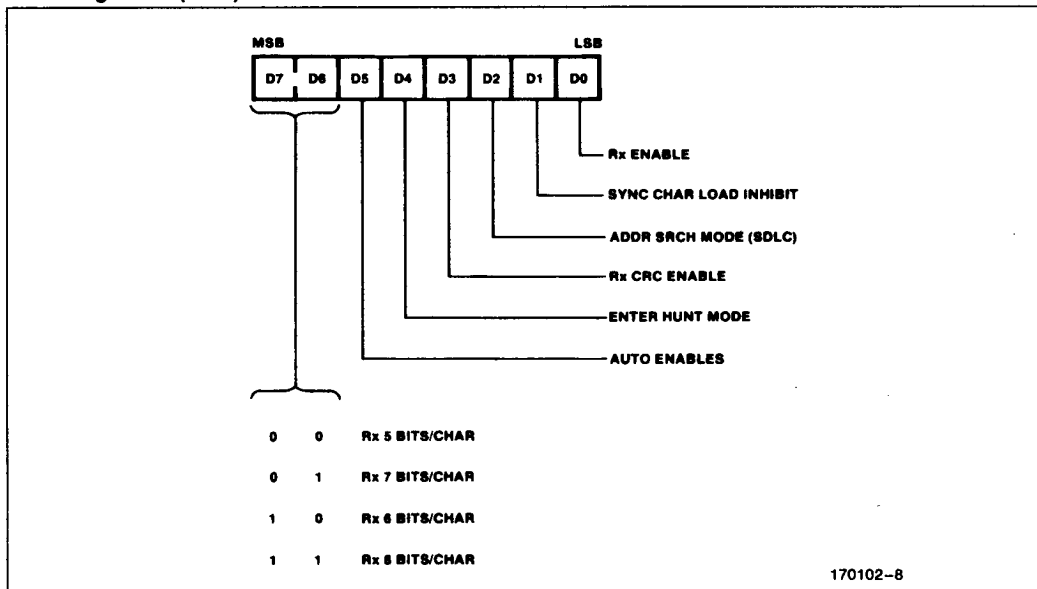 MSB LSB
D7 D6 D5 D4 D3 D2 D1 D0
Rx ENABLE
SYNC CHAR LOAD INHIBIT
ADDR SRCH MODE (SDLC)
Rx CRC ENABLE
ENTER HUNT MODE
AUTO ENABLES
0 0 Rx 5 BITS/CHAR
0 1 Rx 7 BITS/CHAR
1 0 Rx 6 BITS/CHAR
1 1 Rx 8 BITS/CHAR
170102–8